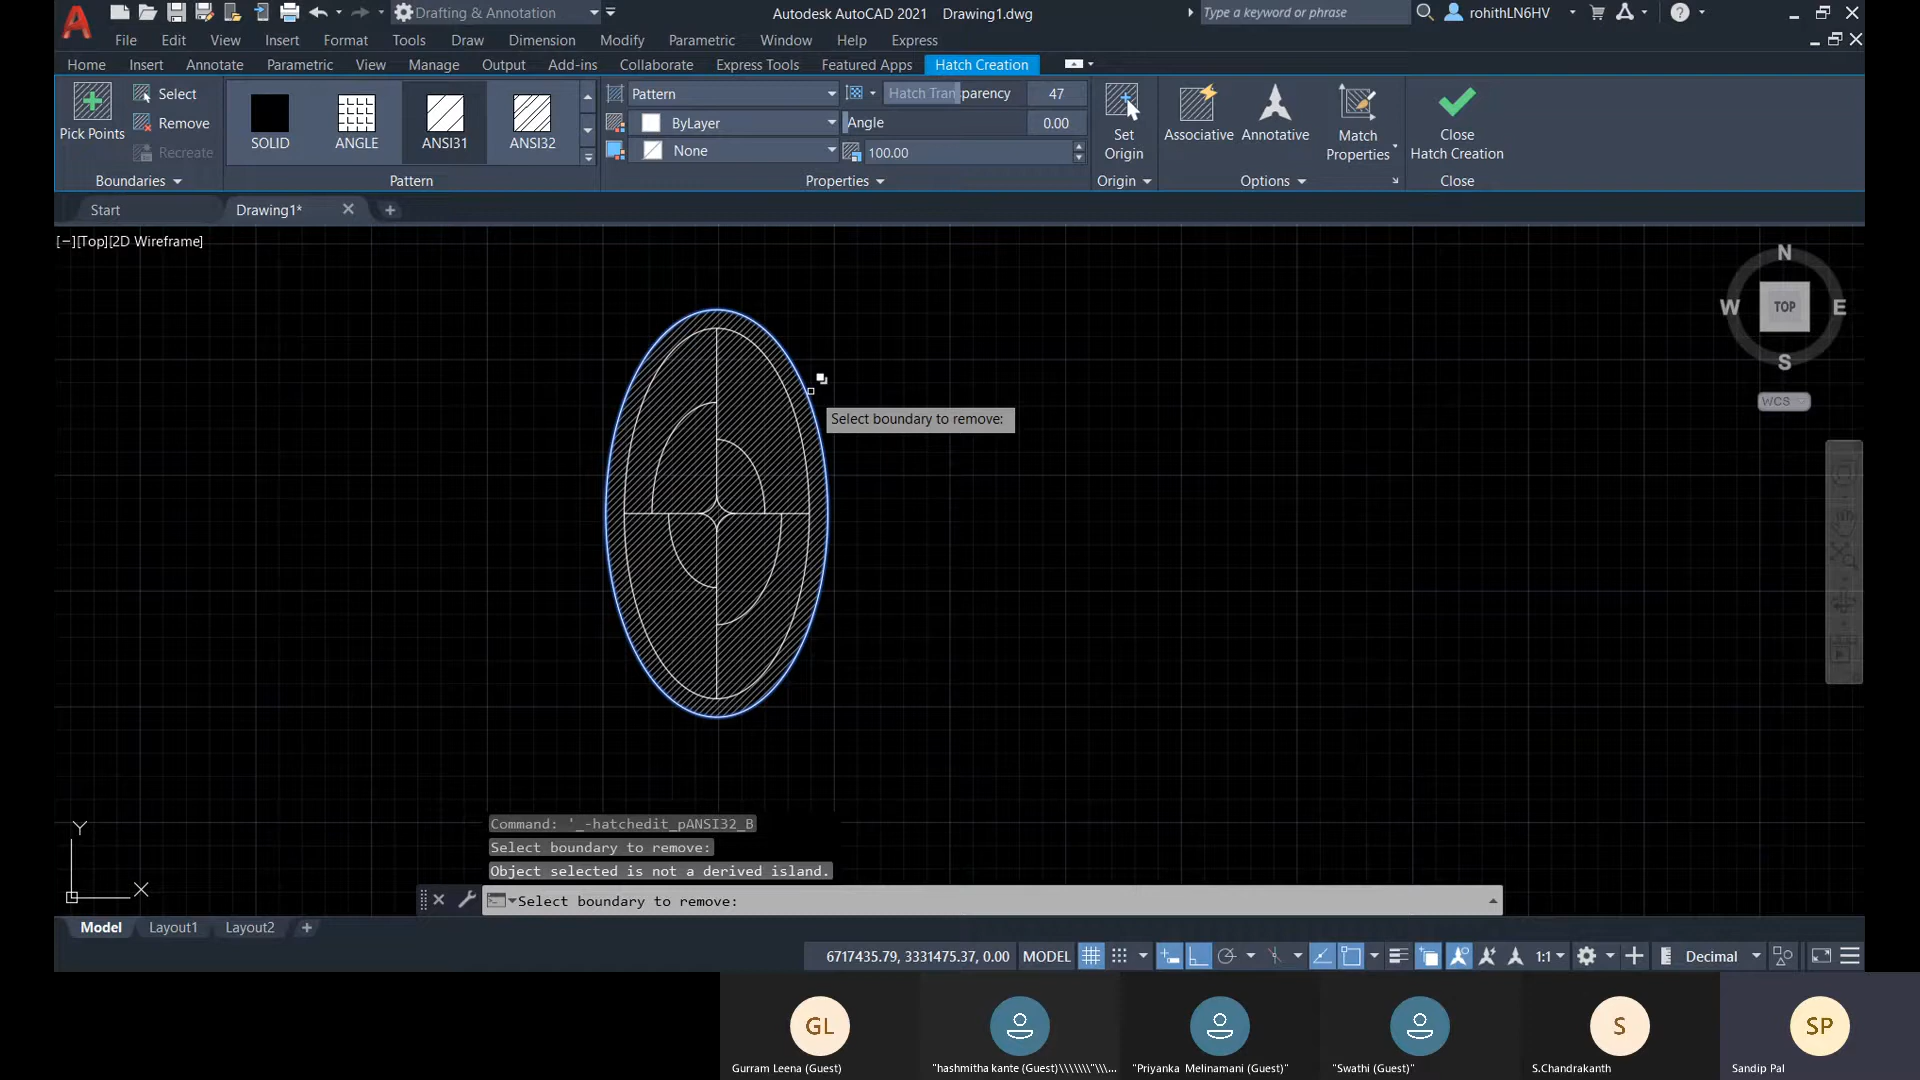 Drafting & Annotation
Autodesk AutoCAD 2021 Drawing1.dwg
Type a keyword or phrase
rohithLN6HV
File Edit View Insert Format Tools Draw Dimension Modify Parametric Window Help Express
Home Insert Annotate Parametric View Manage Output Add-ins Collaborate Express Tools Featured Apps Hatch Creation
Pick Points
Select
Remove
Recreate
Boundaries
SOLID
ANGLE
ANSI31
ANSI32
Pattern
Pattern
ByLayer
None
Hatch Transparency 47
Angle 0.00
100.00
Properties
Set
Origin
Origin
Associative
Annotative
Match
Properties
Options
Close
Hatch Creation
Close
Start
Drawing1*
[−][Top][2D Wireframe]
N
W
TOP
E
S
WCS
Select boundary to remove:
Y
X
Command: '_-hatchedit_pANSI32_B
Select boundary to remove:
Object selected is not a derived island.
Select boundary to remove:
Model Layout1 Layout2
6717435.79, 3331475.37, 0.00 MODEL
1:1
Decimal
GL
S
SP
Gurram Leena (Guest)
"hashmitha kante (Guest)\\\\\\\"\\...
"Priyanka Melinamani (Guest)"
"Swathi (Guest)"
S.Chandrakanth
Sandip Pal